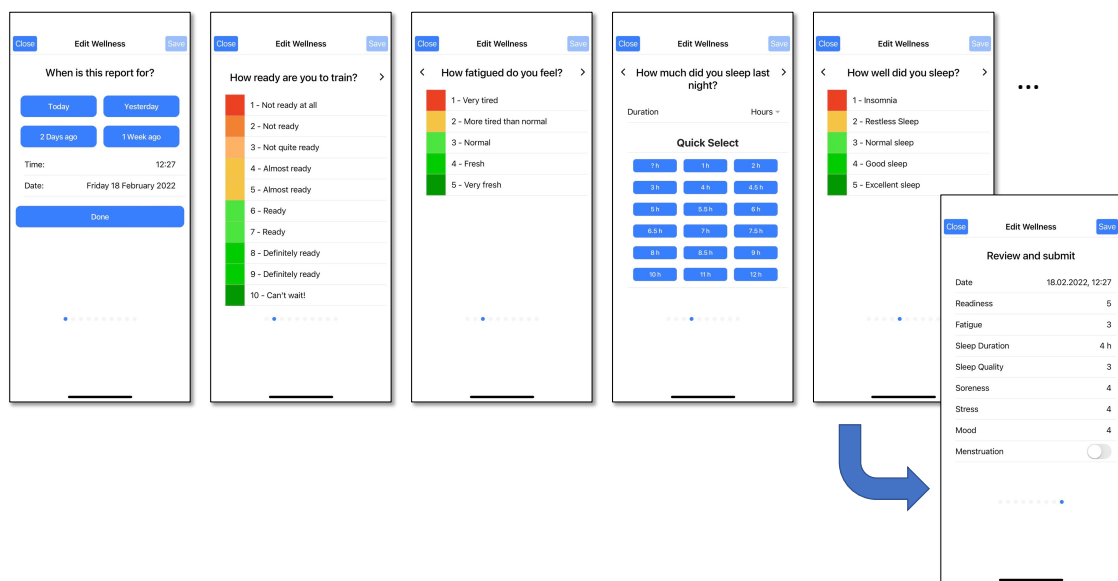 Close Edit Wellness Save
When is this report for?
Today Yesterday
2 Days ago 1 Week ago
Time: 12:27
Date: Friday 18 February 2022
Done
Close Edit Wellness Save
How ready are you to train?
1 - Not ready at all
2 - Not ready
3 - Not quite ready
4 - Almost ready
5 - Almost ready
6 - Ready
7 - Ready
8 - Definitely ready
9 - Definitely ready
10 - Can't wait!
Close Edit Wellness Save
How fatigued do you feel?
1 - Very tired
2 - More tired than normal
3 - Normal
4 - Fresh
5 - Very fresh
Close Edit Wellness Save
How much did you sleep last
night?
Duration Hours
Quick Select
? h 1 h 2 h
3 h 4 h 4.5 h
5 h 5.5 h 6 h
6.5 h 7 h 7.5 h
8 h 8.5 h 9 h
10 h 11 h 12 h
Close Edit Wellness Save
How well did you sleep?
1 - Insomnia
2 - Restless Sleep
3 - Normal sleep
4 - Good sleep
5 - Excellent sleep
...
Close Edit Wellness Save
Review and submit
Date 18.02.2022, 12:27
Readiness 5
Fatigue 3
Sleep Duration 4 h
Sleep Quality 3
Soreness 4
Stress 4
Mood 4
Menstruation